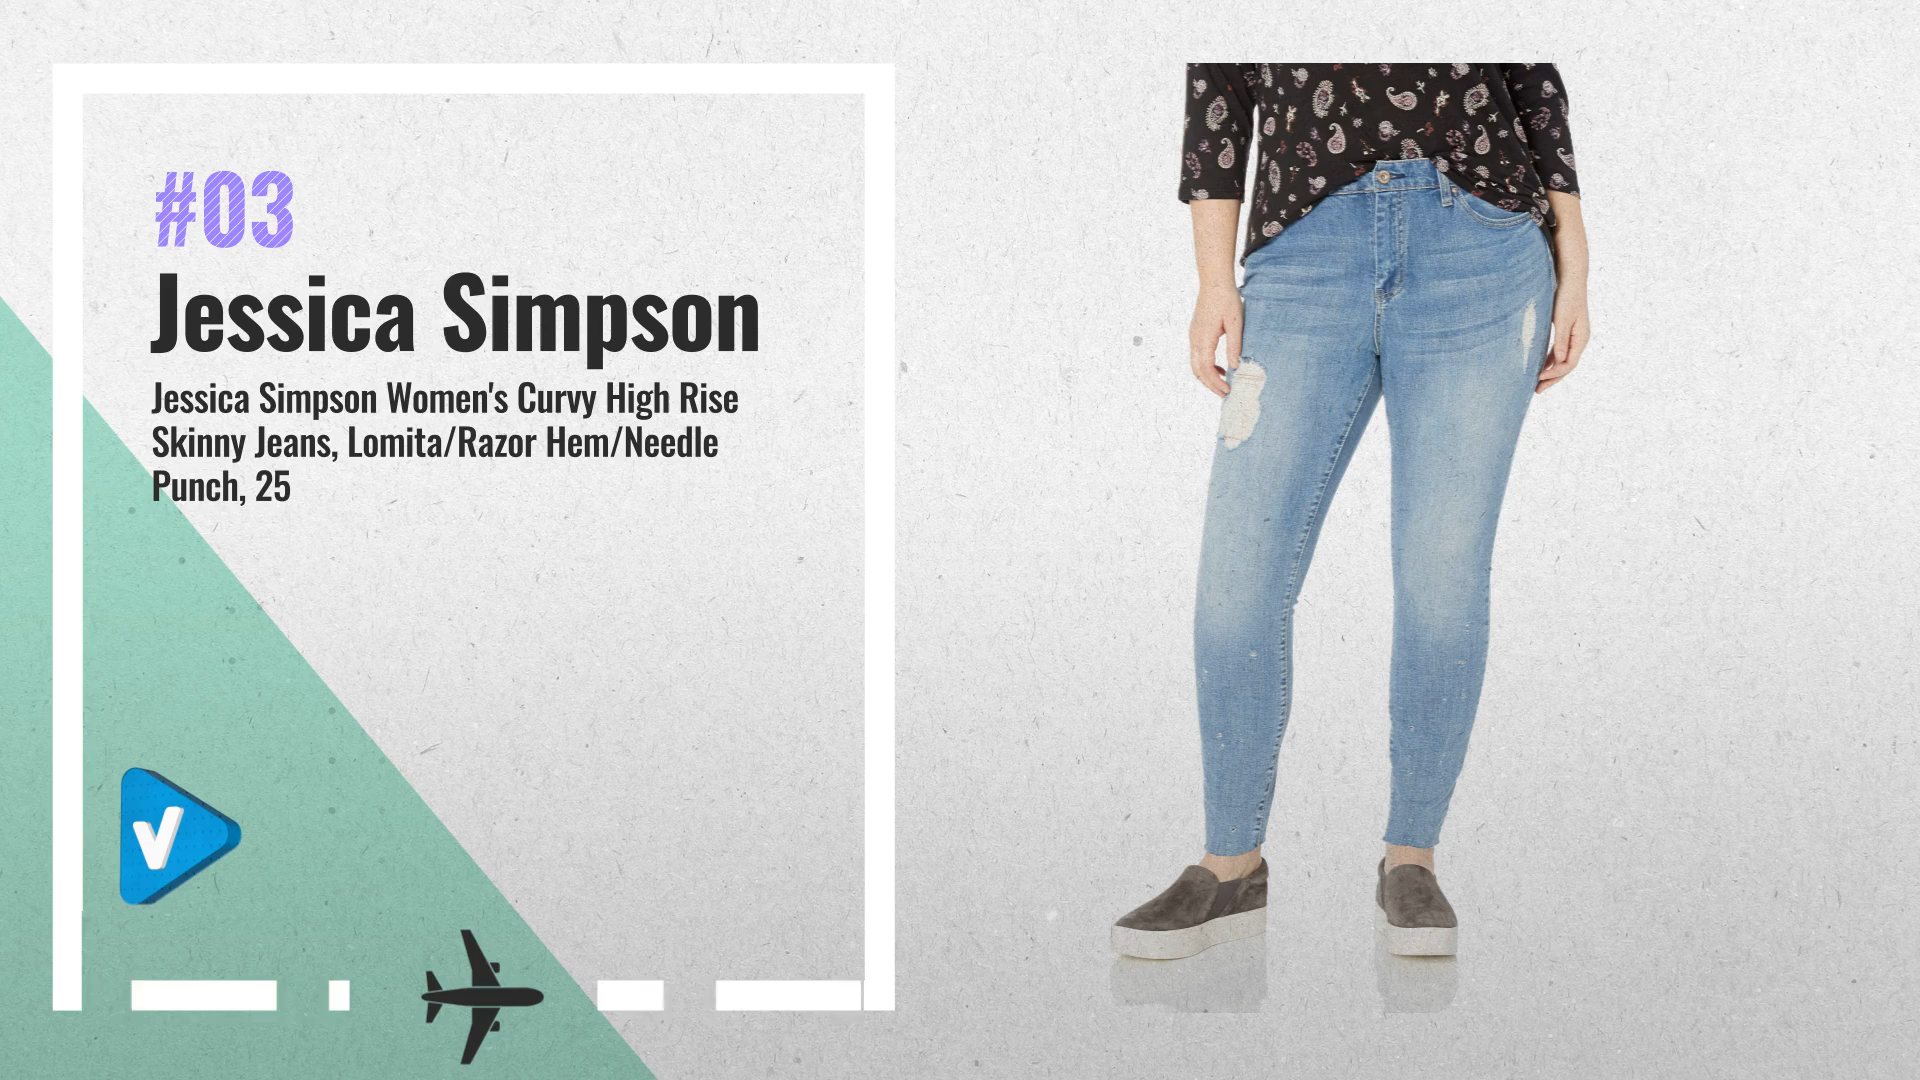 #03
Jessica Simpson
Jessica Simpson Women's Curvy High Rise
Skinny Jeans, Lomita/Razor Hem/Needle
Punch, 25